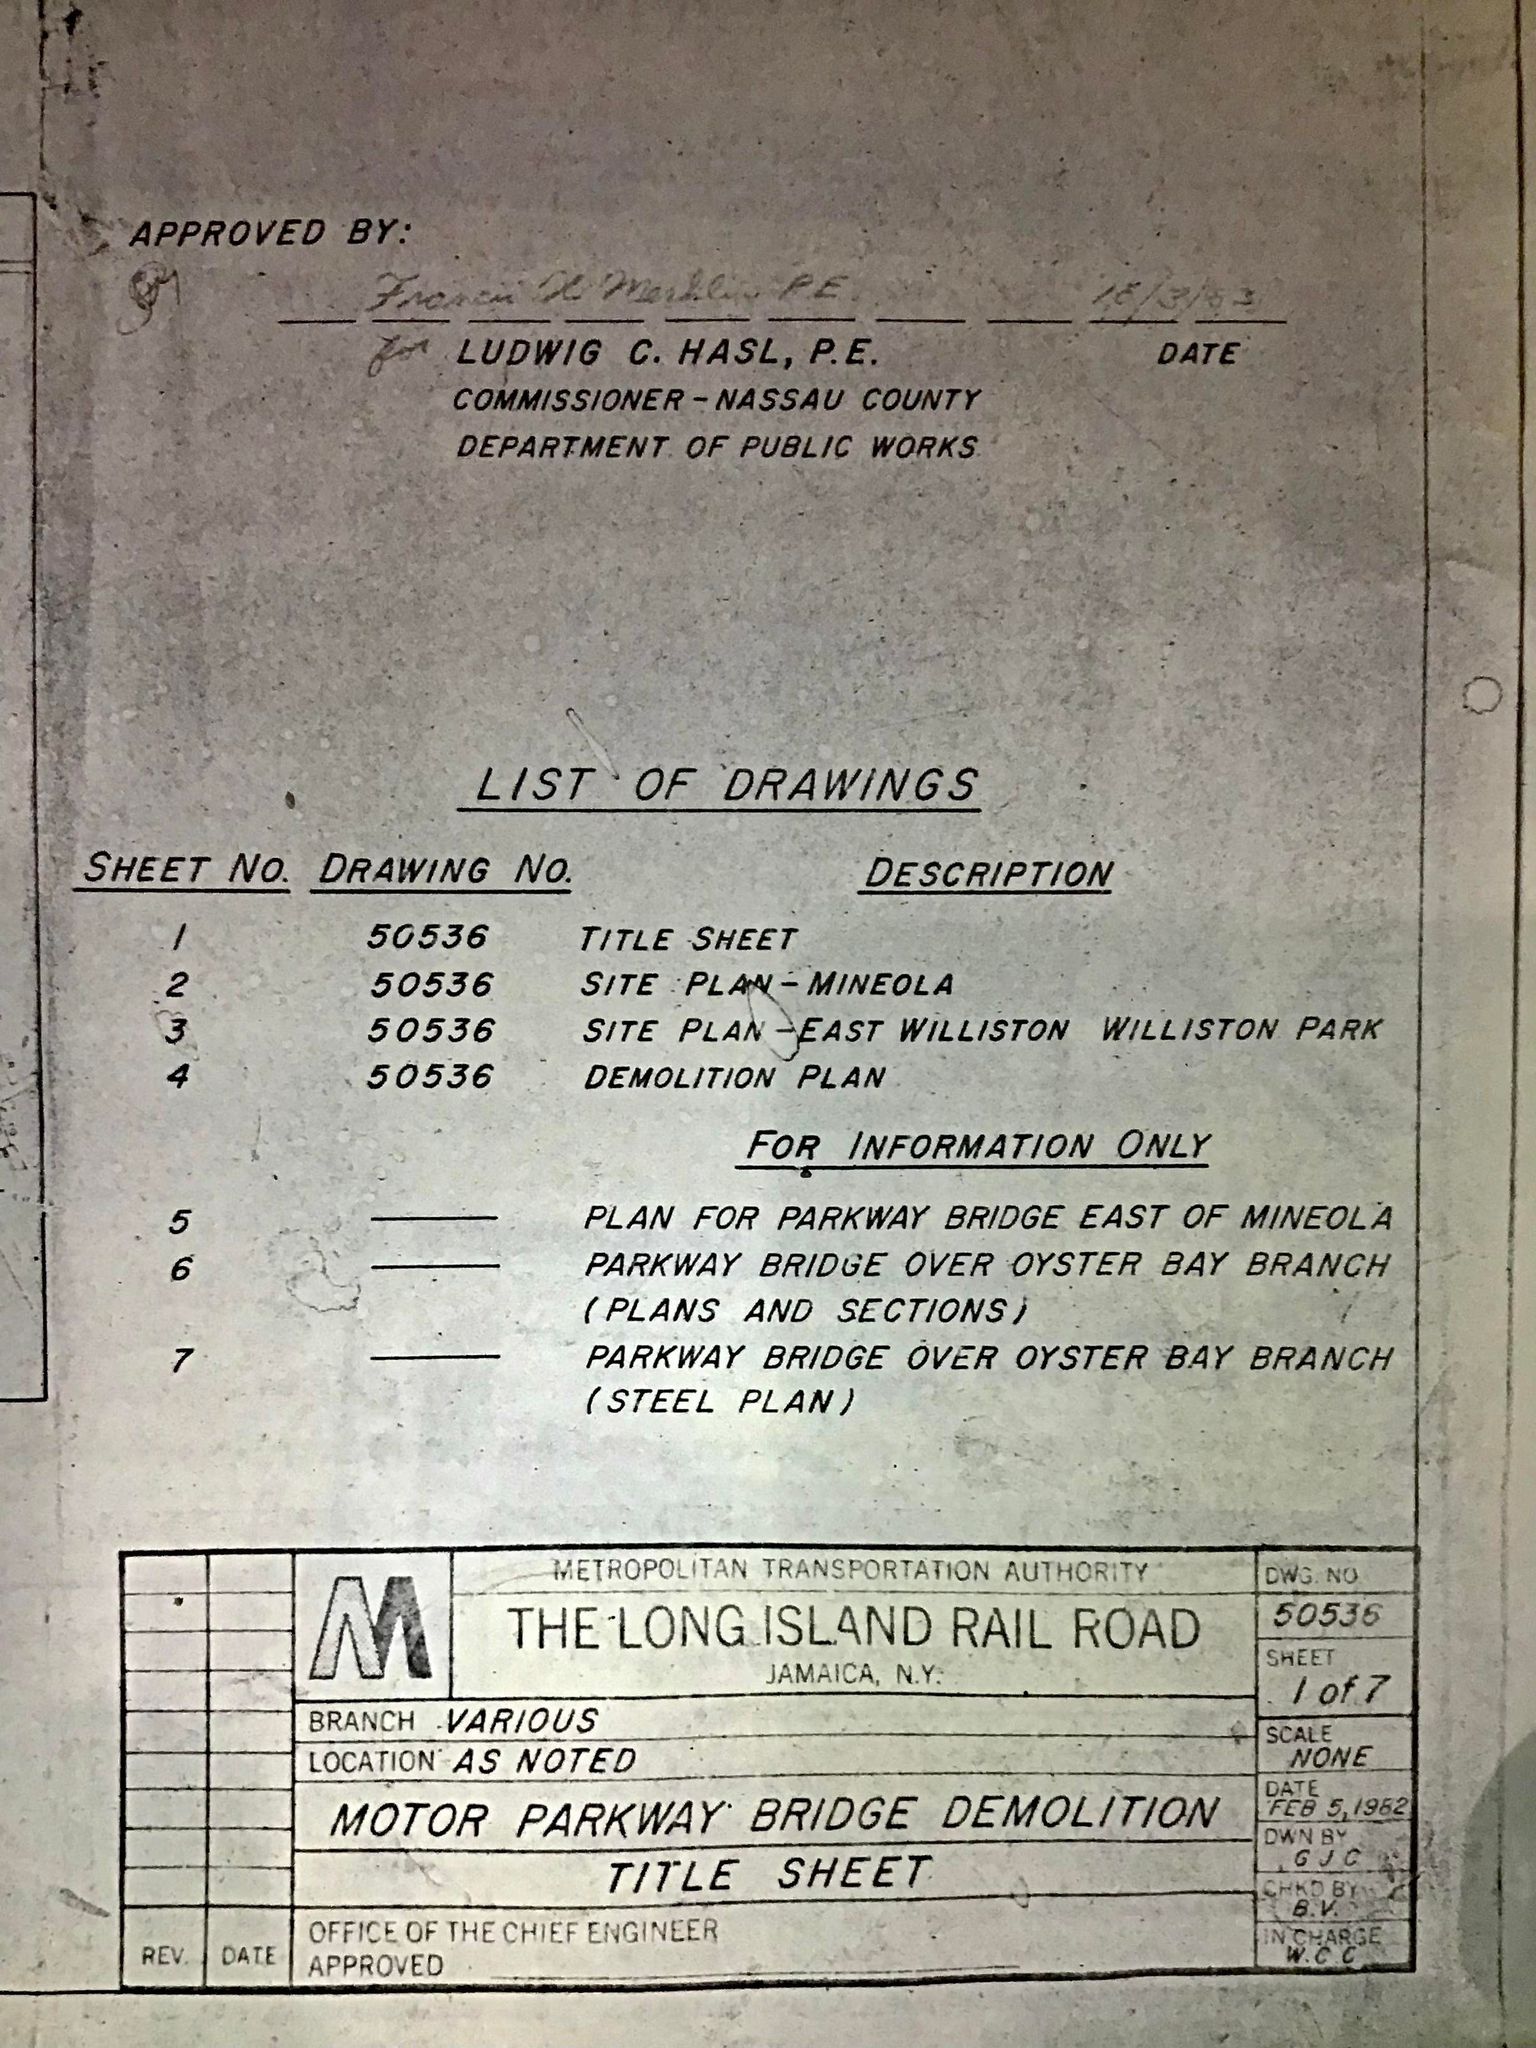 APPROVED BY:
Francis P.E.
for LUDWIG C. HASL, P.E. DATE
COMMISSIONER - NASSAU COUNTY
DEPARTMENT OF PUBLIC WORKS
LIST OF DRAWINGS
SHEET NO. DRAWING NO. DESCRIPTION
1 50536 TITLE SHEET
2 50536 SITE PLAN - MINEOLA
3 50536 SITE PLAN - EAST WILLISTON WILLISTON PARK
4 50536 DEMOLITION PLAN
FOR INFORMATION ONLY
5 PLAN FOR PARKWAY BRIDGE EAST OF MINEOLA
6 PARKWAY BRIDGE OVER OYSTER BAY BRANCH
(PLANS AND SECTIONS)
7 PARKWAY BRIDGE OVER OYSTER BAY BRANCH
(STEEL PLAN)
M
METROPOLITAN TRANSPORTATION AUTHORITY
THE LONG ISLAND RAIL ROAD
JAMAICA, N.Y.
BRANCH VARIOUS
LOCATION AS NOTED
MOTOR PARKWAY BRIDGE DEMOLITION
TITLE SHEET
OFFICE OF THE CHIEF ENGINEER
APPROVED
REV. DATE
DWG. NO.
50536
SHEET
1 of 7
SCALE
NONE
DATE
FEB 5, 1982
DWN BY
G J C
CHKD BY
B.V.
IN CHARGE
W.C.C